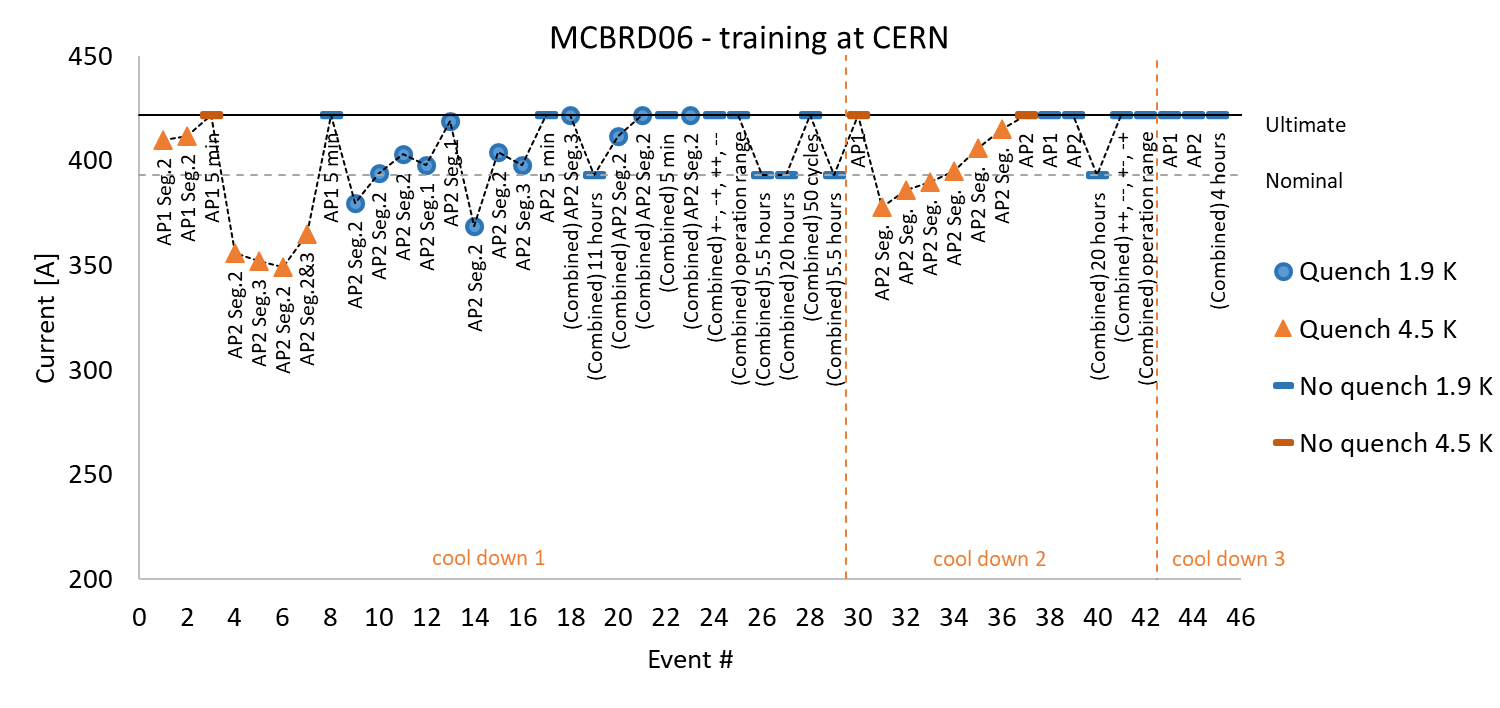 MCBRD06 - training at CERN
450
400
350
300
250
200
Current [A]
AP1 Seg.2
AP1 Seg.2
AP1 5 min
AP2 Seg.2
AP2 Seg.3
AP2 Seg.2
AP2 Seg.2&3
AP1 5 min
AP2 Seg.2
AP2 Seg.2
AP2 Seg.2
AP2 Seg.1
AP2 Seg.1
AP2 Seg.2
AP2 Seg.2
AP2 Seg.3
AP2 5 min
(Combined) AP2 Seg.3
(Combined) 11 hours
(Combined) AP2 Seg.2
(Combined) AP2 Seg.2
(Combined) 5 min
(Combined) AP2 Seg.2
(Combined) +-, -+, ++, --
(Combined) operation range
(Combined) 5.5 hours
(Combined) 20 hours
(Combined) 50 cycles
(Combined) 5.5 hours
AP1
AP2 Seg.
AP2 Seg.
AP2 Seg.
AP2 Seg.
AP2 Seg.
AP2 Seg.
AP2
AP1
AP2
(Combined) 20 hours
(Combined) ++, --, +-, -+
(Combined) operation range
AP1
AP2
(Combined) 4 hours
Ultimate
Nominal
Quench 1.9 K
Quench 4.5 K
No quench 1.9 K
No quench 4.5 K
cool down 1
cool down 2
cool down 3
0 2 4 6 8 10 12 14 16 18 20 22 24 26 28 30 32 34 36 38 40 42 44 46
Event #